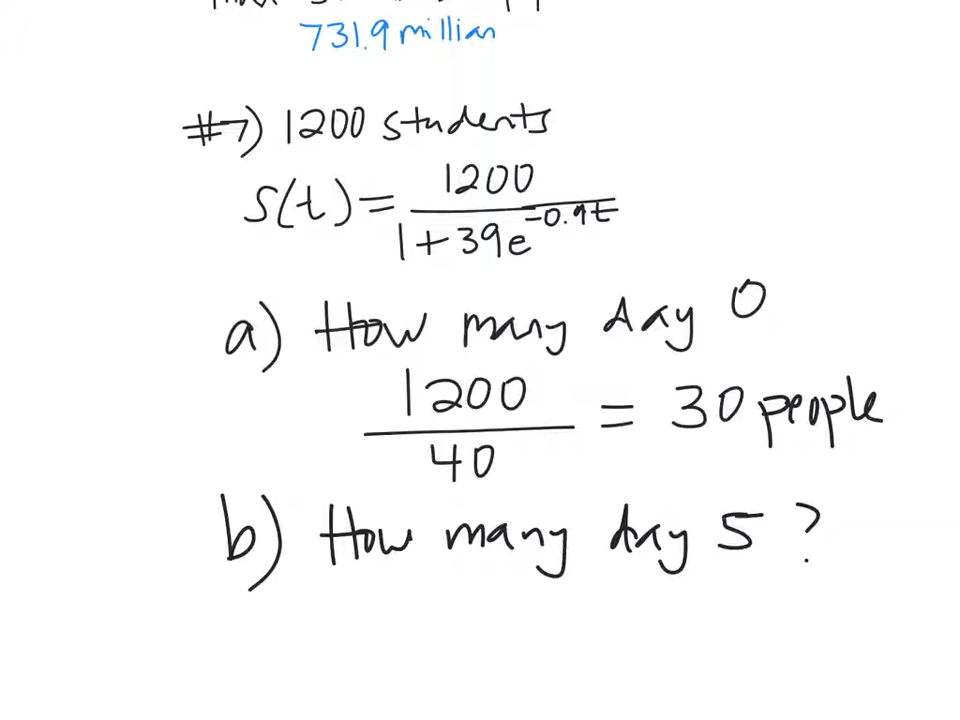 731.9 millian
#7) 1200 students
S(t) = 1200 / 1 + 39e^-0.9t
a) How many day 0
1200 / 40 = 30 people
b) How many day 5 ?